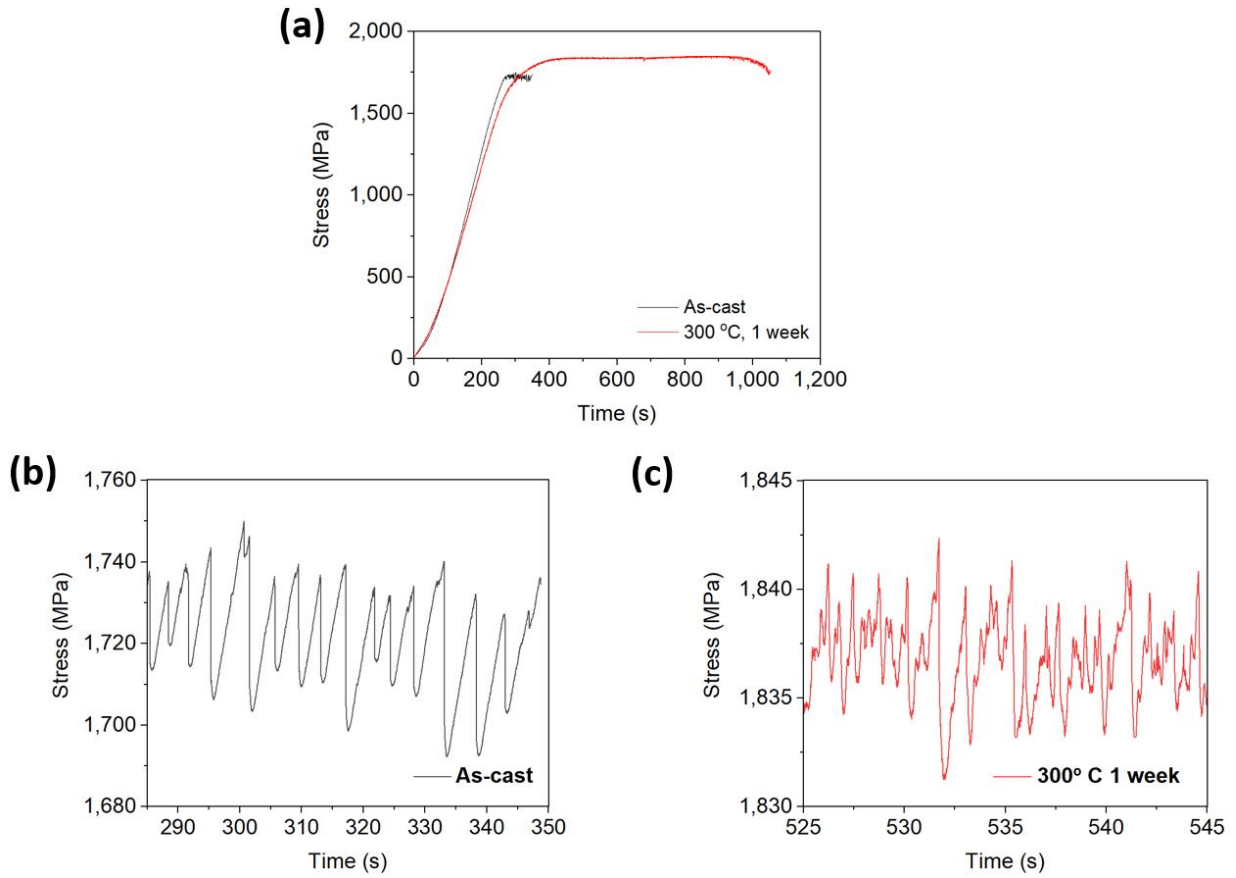 (a)
2,000
1,500
1,000
500
0
Stress (MPa)
As-cast
300 °C, 1 week
0 200 400 600 800 1,000 1,200
Time (s)
(b)
1,760
1,740
1,720
1,700
1,680
Stress (MPa)
As-cast
290 300 310 320 330 340 350
Time (s)
(c)
1,845
1,840
1,835
1,830
Stress (MPa)
300° C 1 week
525 530 535 540 545
Time (s)